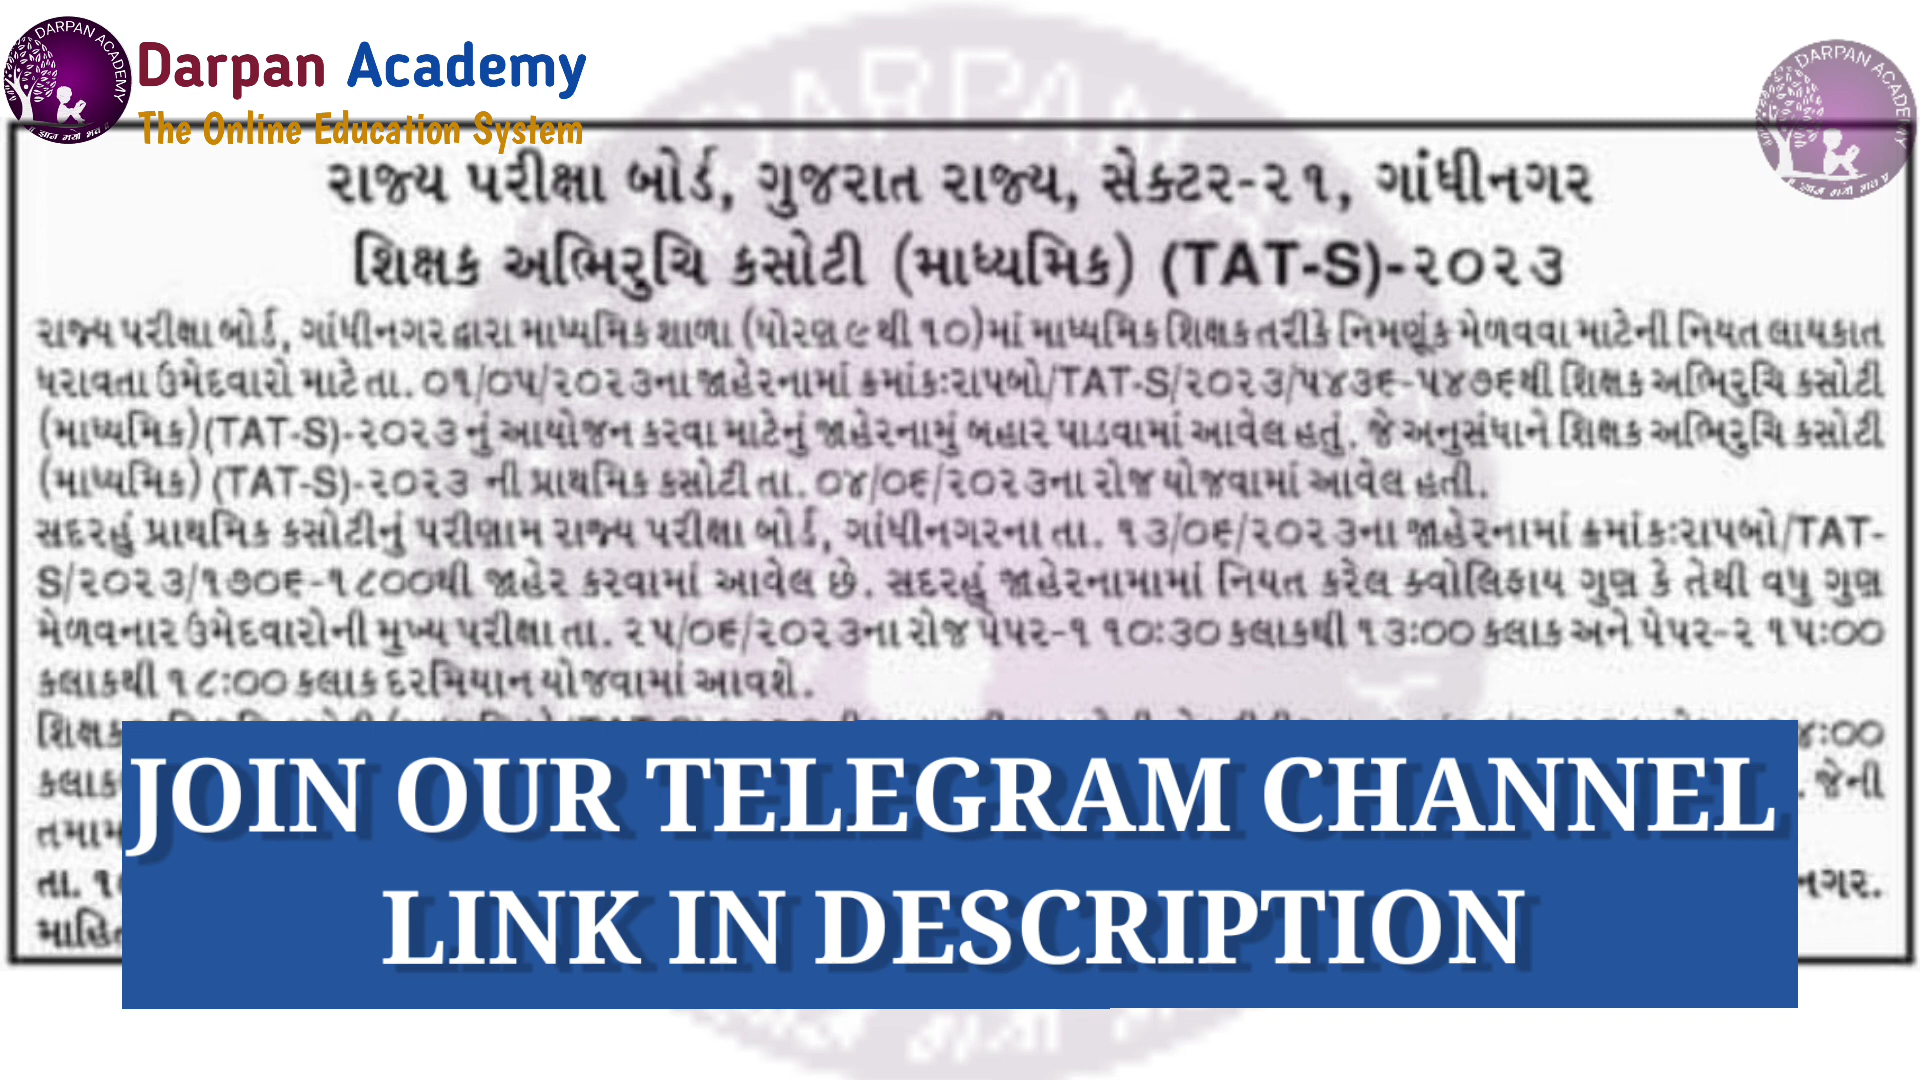 DARPAN ACADEMY
Darpan Academy
The Online Education System
DARPAN ACADEMY
રાજ્ય પરીક્ષા બોર્ડ, ગુજરાત રાજ્ય, સેક્ટર-૨૧, ગાંધીનગર
શિક્ષક અભિરુચિ કસોટી (માધ્યમિક) (TAT-S)-૨૦૨૩
રાજ્ય પરીક્ષા બોર્ડ, ગાંધીનગર દ્વારા માધ્યમિક શાળા (ધોરણ ૯ થી ૧૦)માં માધ્યમિક શિક્ષક તરીકે નિમણૂંક મેળવવા માટેની નિયત લાયકાત
ધરાવતા ઉમેદવારો માટે તા. ૦૧/૦૫/૨૦૨૩ના જાહેરનામાં ક્રમાંકઃરાપબો/TAT-S/૨૦૨૩/૫૪૩૬-૫૪૭૬થી શિક્ષક અભિરુચિ કસોટી
(માધ્યમિક)(TAT-S)-૨૦૨૩ નું આયોજન કરવા માટેનું જાહેરનામું બહાર પાડવામાં આવેલ હતું. જે અનુસંધાને શિક્ષક અભિરુચિ કસોટી
(માધ્યમિક) (TAT-S)-૨૦૨૩ ની પ્રાથમિક કસોટી તા. ૦૪/૦૬/૨૦૨૩ના રોજ યોજવામાં આવેલ હતી.
સદરહું પ્રાથમિક કસોટીનું પરીણામ રાજ્ય પરીક્ષા બોર્ડ, ગાંધીનગરના તા. ૧૩/૦૬/૨૦૨૩ના જાહેરનામાં ક્રમાંકઃરાપબો/TAT-
S/૨૦૨૩/૧૭૦૬-૧૮૦૦થી જાહેર કરવામાં આવેલ છે. સદરહું જાહેરનામામાં નિયત કરેલ ક્વોલિફાય ગુણ કે તેથી વધુ ગુણ
મેળવનાર ઉમેદવારોની મુખ્ય પરીક્ષા તા. ૨૫/૦૬/૨૦૨૩ના રોજ પેપર-૧ ૧૦:૩૦ કલાકથી ૧૩:૦૦ કલાક અને પેપર-૨ ૧૫:૦૦
કલાકથી ૧૮:૦૦ કલાક દરમિયાન યોજવામાં આવશે.
જેની
તા.
JOIN OUR TELEGRAM CHANNEL
LINK IN DESCRIPTION